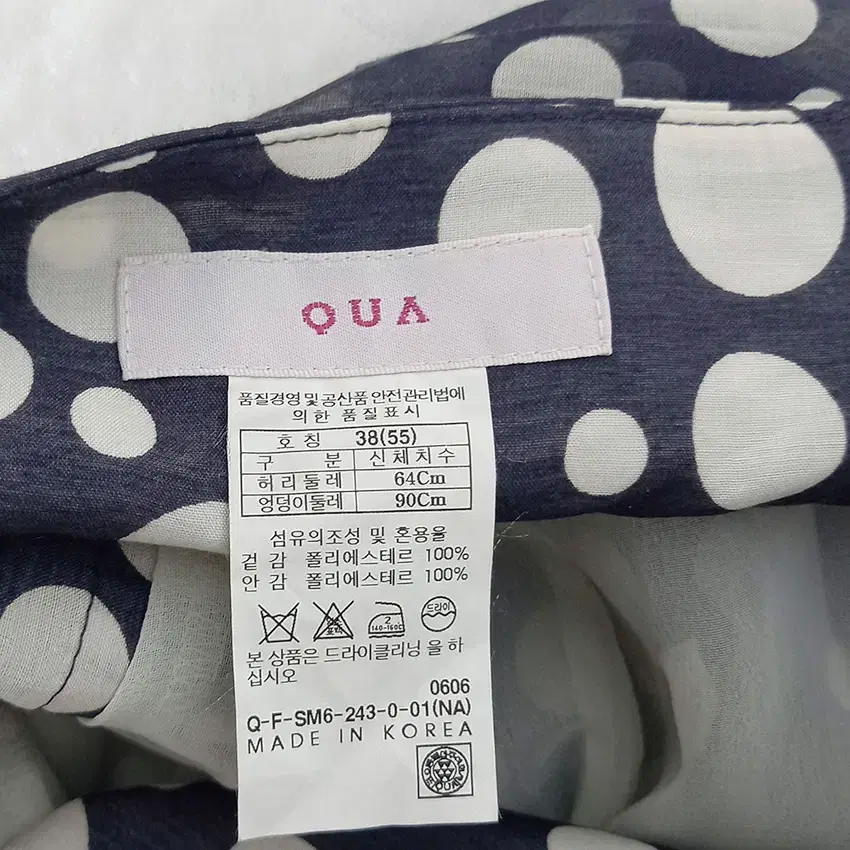 QUA
품질경영 및 공산품 안전관리법에
의한 품질표시
호칭 38(55)
구 분 신체치수
허리둘레 64Cm
엉덩이둘레 90Cm
섬유의조성 및 혼용율
겉 감 폴리에스테르 100%
안 감 폴리에스테르 100%
2 140-160C 드라이
본 상품은 드라이클리닝 을 하
십시오
0606
Q-F-SM6-243-0-01(NA)
MADE IN KOREA
QUA